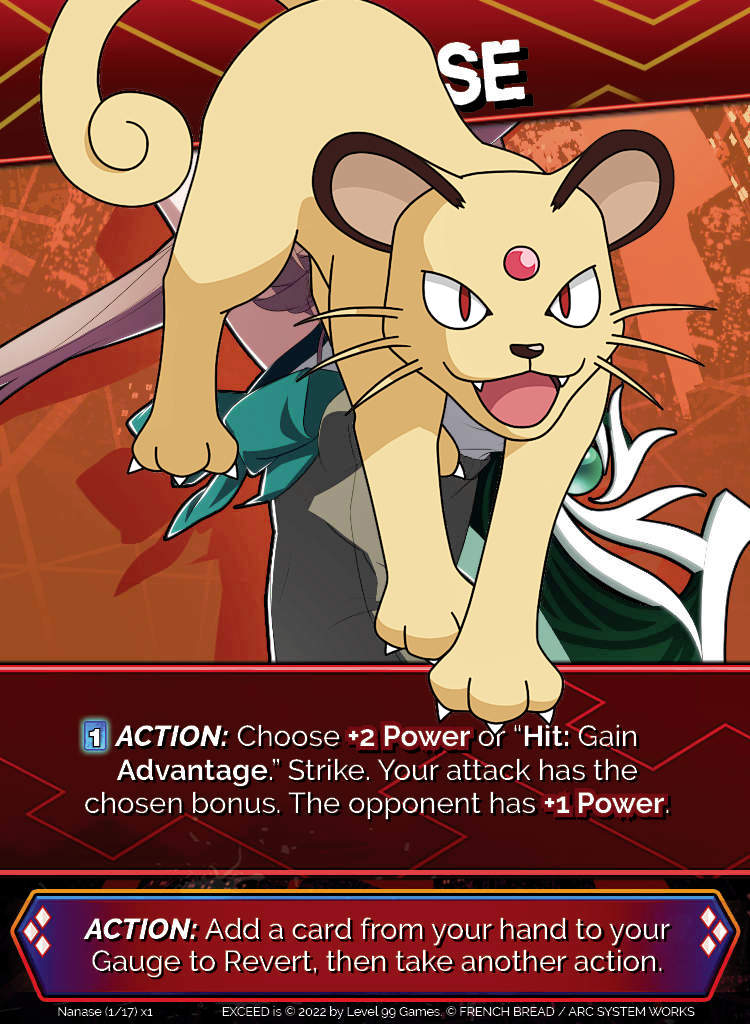 SE
1 ACTION: Choose +2 Power or “Hit: Gain
Advantage.” Strike. Your attack has the
chosen bonus. The opponent has +1 Power.
ACTION: Add a card from your hand to your
Gauge to Revert, then take another action.
Nanase (1/17) x1 EXCEED is © 2022 by Level 99 Games. © FRENCH BREAD / ARC SYSTEM WORKS